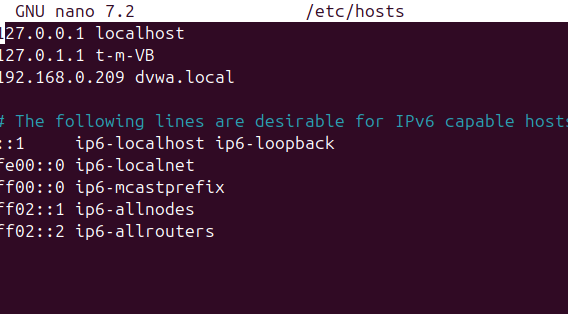 GNU nano 7.2 /etc/hosts
127.0.0.1 localhost
127.0.1.1 t-m-VB
192.168.0.209 dvwa.local
# The following lines are desirable for IPv6 capable hosts
::1 ip6-localhost ip6-loopback
fe00::0 ip6-localnet
ff00::0 ip6-mcastprefix
ff02::1 ip6-allnodes
ff02::2 ip6-allrouters